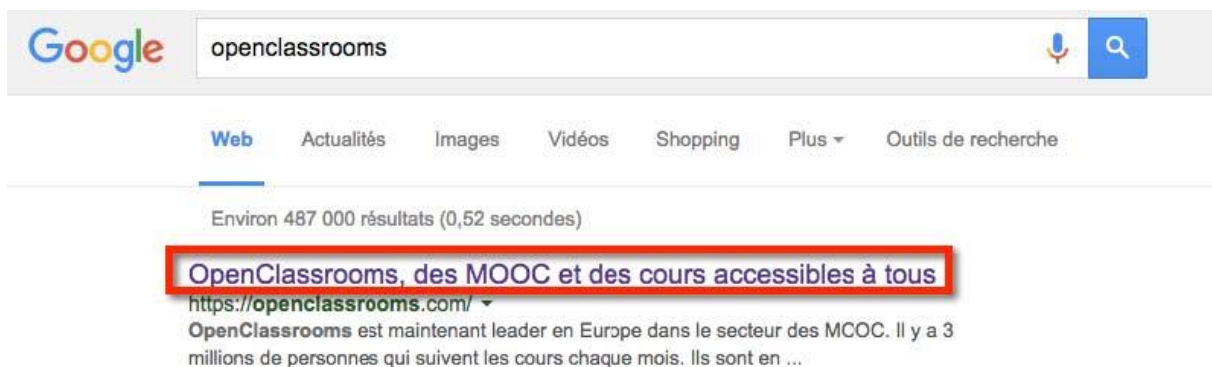 Google openclassrooms
Web Actualités Images Vidéos Shopping Plus Outils de recherche
Environ 487 000 résultats (0,52 secondes)
OpenClassrooms, des MOOC et des cours accessibles à tous
https://openclassrooms.com/
OpenClassrooms est maintenant leader en Europe dans le secteur des MCOC. Il y a 3
millions de personnes qui suivent les cours chaque mois. Ils sont en ...